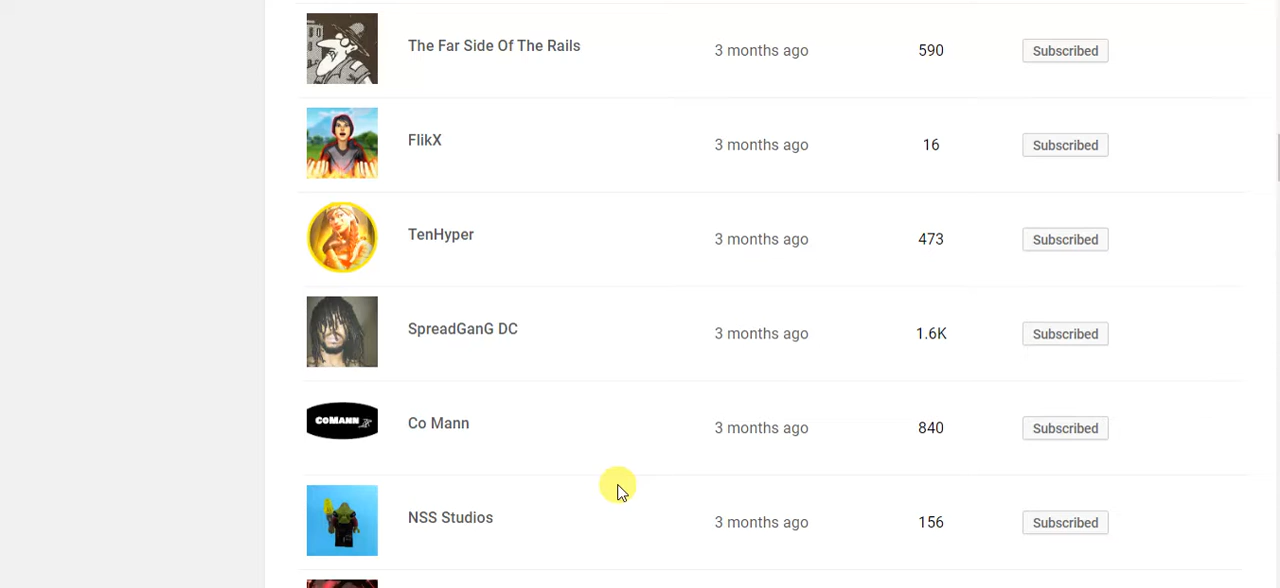 The Far Side Of The Rails 3 months ago 590 Subscribed
FlikX 3 months ago 16 Subscribed
TenHyper 3 months ago 473 Subscribed
SpreadGanG DC 3 months ago 1.6K Subscribed
COMANN Co Mann 3 months ago 840 Subscribed
NSS Studios 3 months ago 156 Subscribed